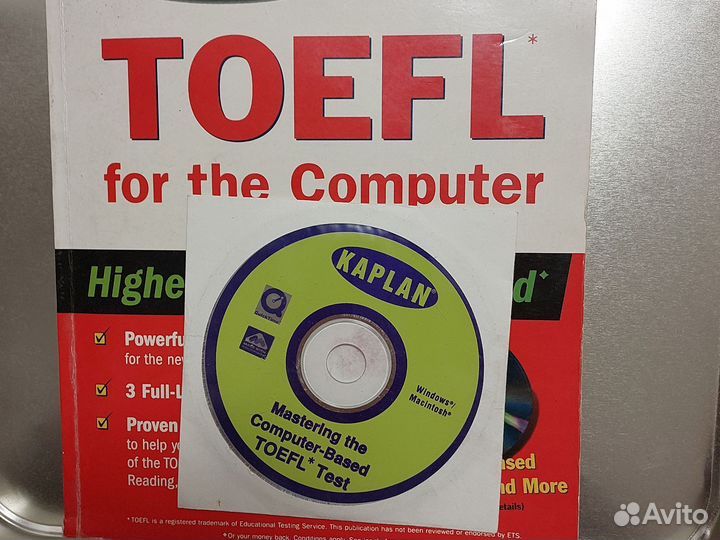 TOEFL*
for the Computer
Highe
d*
Powerfu
for the new
3 Full-L
Proven
to help yo
of the TO
Reading,
KAPLAN
QuickTime
Windows®/
Macintosh®
Mastering the
Computer-Based
TOEFL* Test
ased
nd More
etails)
* TOEFL is a registered trademark of Educational Testing Service. This publication has not been reviewed or endorsed by ETS.
*Or your money back. Conditions apply.
Avito